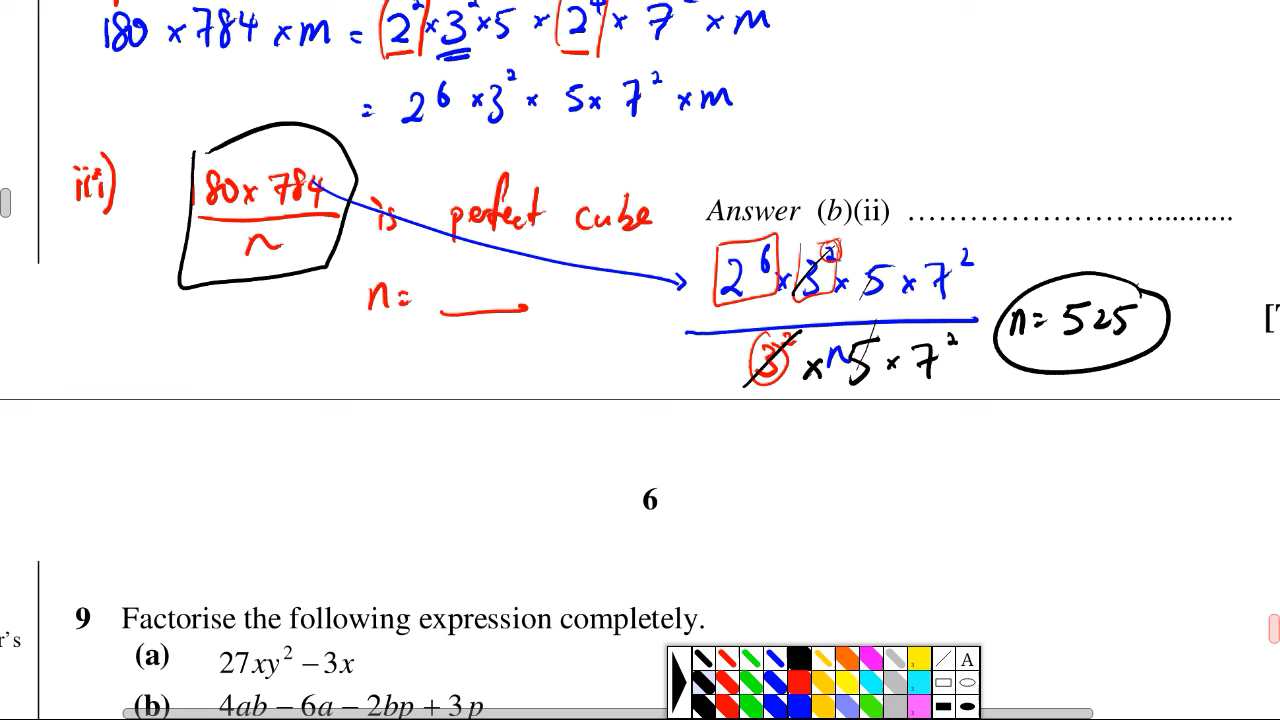 180 × 784 × m = (2² × 3² × 5 × (2⁴) × 7² × m
= 2⁶ × 3² × 5 × 7² × m
iii) 180 × 784 / n is perfect cube
n = __
Answer (b)(ii) ................................
2⁶ × 3² × 5 × 7²
3² × n 5 × 7²
n = 525
[
6
9 Factorise the following expression completely.
r's
(a) 27xy² − 3x
(b) 4ab − 6a − 2bp + 3p
A